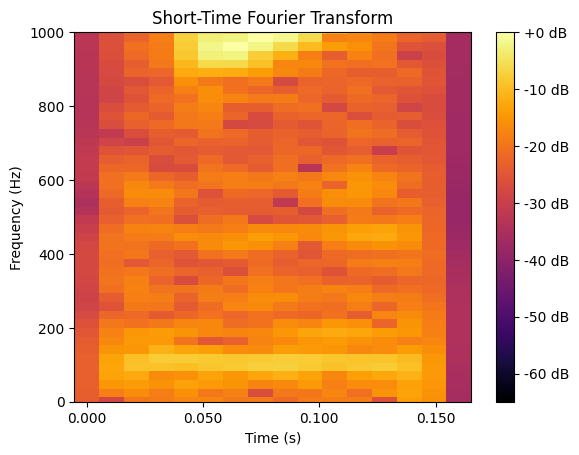 Short-Time Fourier Transform
1000
800
600
400
200
0
Frequency (Hz)
0.000
0.050
0.100
0.150
Time (s)
+0 dB
-10 dB
-20 dB
-30 dB
-40 dB
-50 dB
-60 dB